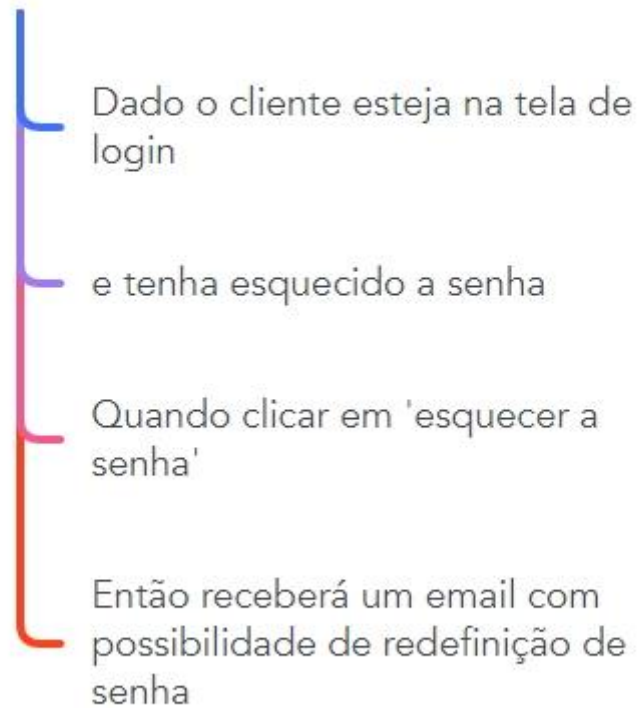 Dado o cliente esteja na tela de
login
e tenha esquecido a senha
Quando clicar em 'esquecer a
senha'
Então receberá um email com
possibilidade de redefinição de
senha